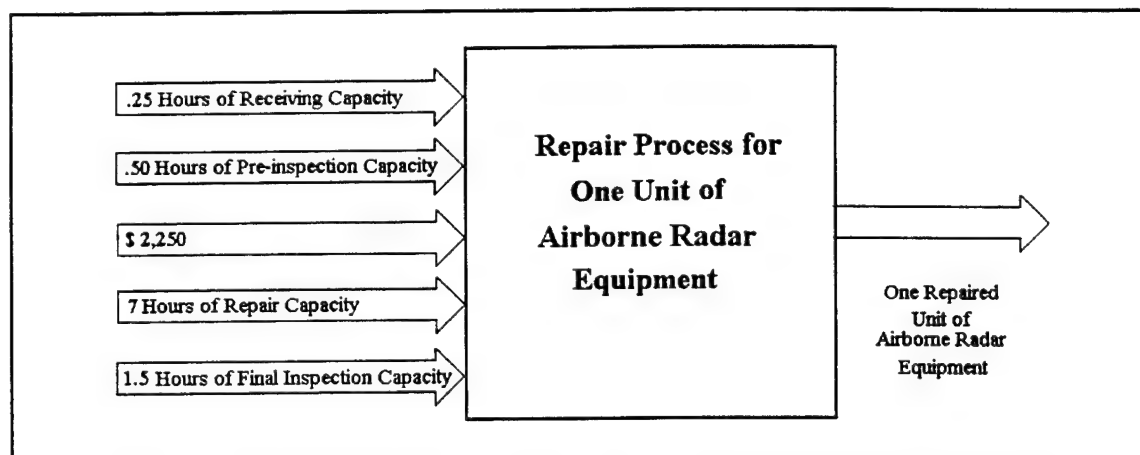 .25 Hours of Receiving Capacity
.50 Hours of Pre-inspection Capacity
$ 2,250
7 Hours of Repair Capacity
1.5 Hours of Final Inspection Capacity
Repair Process for
One Unit of
Airborne Radar
Equipment
One Repaired
Unit of
Airborne Radar
Equipment